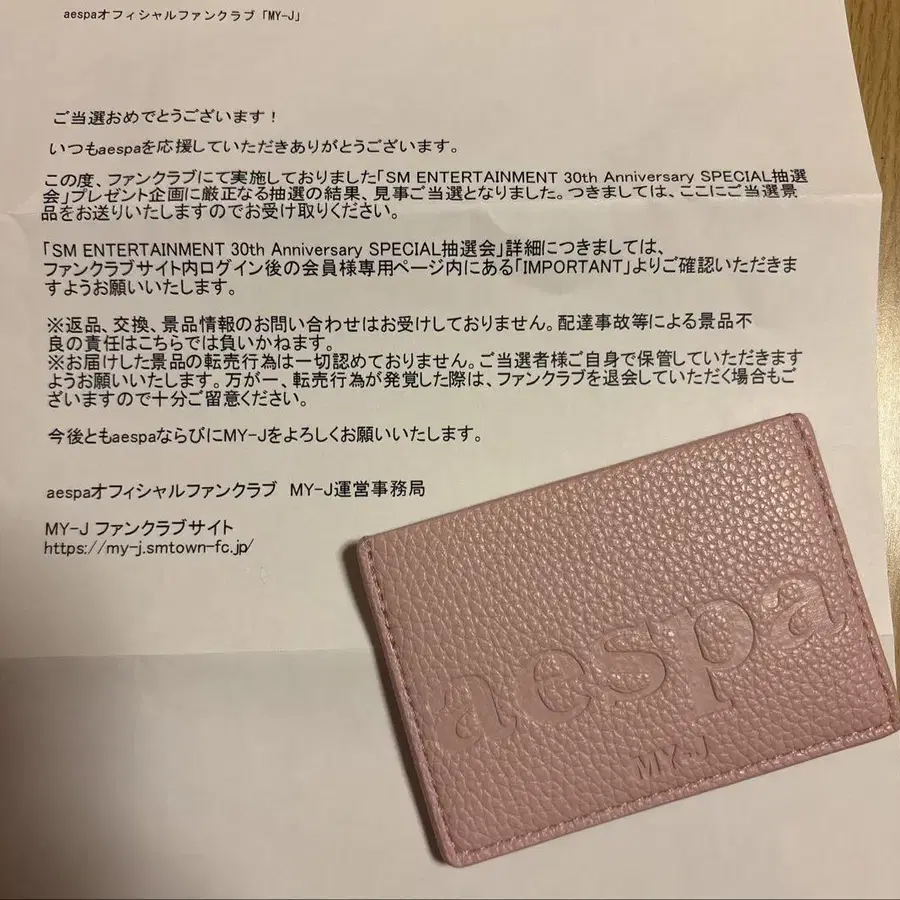 aespaオフィシャルファンクラブ「MY-J」
ご当選おめでとうございます！
いつもaespaを応援していただきありがとうございます。
この度、ファンクラブにて実施しておりました「SM ENTERTAINMENT 30th Anniversary SPECIAL抽選
会」プレゼント企画に厳正なる抽選の結果、見事ご当選となりました。つきましては、ここにご当選景
品をお送りいたしますのでお受け取りください。
「SM ENTERTAINMENT 30th Anniversary SPECIAL抽選会」詳細につきましては、
ファンクラブサイト内ログイン後の会員様専用ページ内にある「IMPORTANT」よりご確認いただきま
すようお願いいたします。
※返品、交換、景品情報のお問い合わせはお受けしておりません。配達事故等による景品不
良の責任はこちらでは負いかねます。
※お届けした景品の転売行為は一切認めておりません。ご当選者様ご自身で保管していただきます
ようお願いいたします。万が一、転売行為が発覚した際は、ファンクラブを退会していただく場合もご
ざいますので十分ご留意ください。
今後ともaespaならびにMY-Jをよろしくお願いいたします。
aespaオフィシャルファンクラブ MY-J運営事務局
MY-J ファンクラブサイト
https://my-j.smtown-fc.jp/
aespa
MY-J